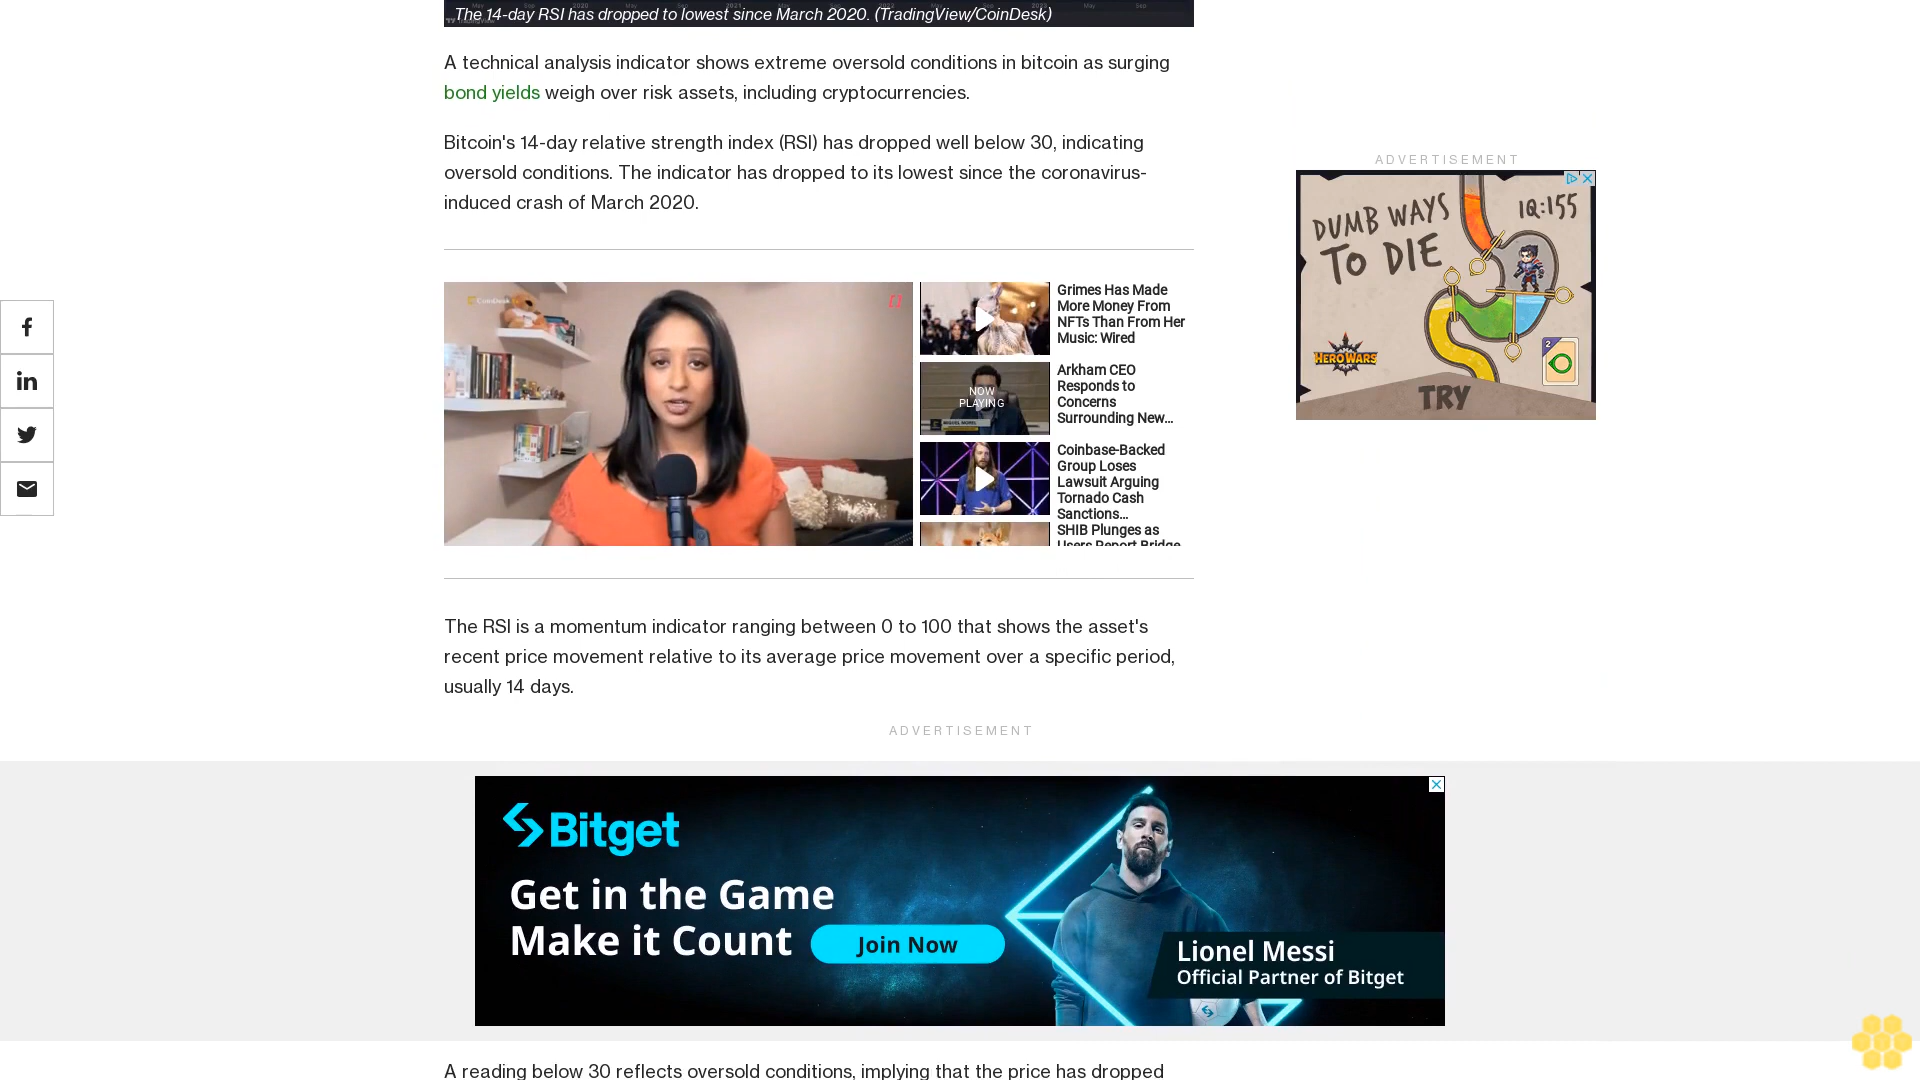 The 14-day RSI has dropped to lowest since March 2020. (TradingView/CoinDesk)
A technical analysis indicator shows extreme oversold conditions in bitcoin as surging
bond yields weigh over risk assets, including cryptocurrencies.
Bitcoin's 14-day relative strength index (RSI) has dropped well below 30, indicating
oversold conditions. The indicator has dropped to its lowest since the coronavirus-
induced crash of March 2020.
ADVERTISEMENT
DUMB WAYS
TO DIE
IQ:155
HERO WARS
2
TRY
CoinDesk
Grimes Has Made
More Money From
NFTs Than From Her
Music: Wired
NOW
PLAYING
Arkham CEO
Responds to
Concerns
Surrounding New...
Coinbase-Backed
Group Loses
Lawsuit Arguing
Tornado Cash
Sanctions...
SHIB Plunges as
Users Report Bridge
The RSI is a momentum indicator ranging between 0 to 100 that shows the asset's
recent price movement relative to its average price movement over a specific period,
usually 14 days.
ADVERTISEMENT
Bitget
Get in the Game
Make it Count
Join Now
Lionel Messi
Official Partner of Bitget
A reading below 30 reflects oversold conditions, implying that the price has dropped